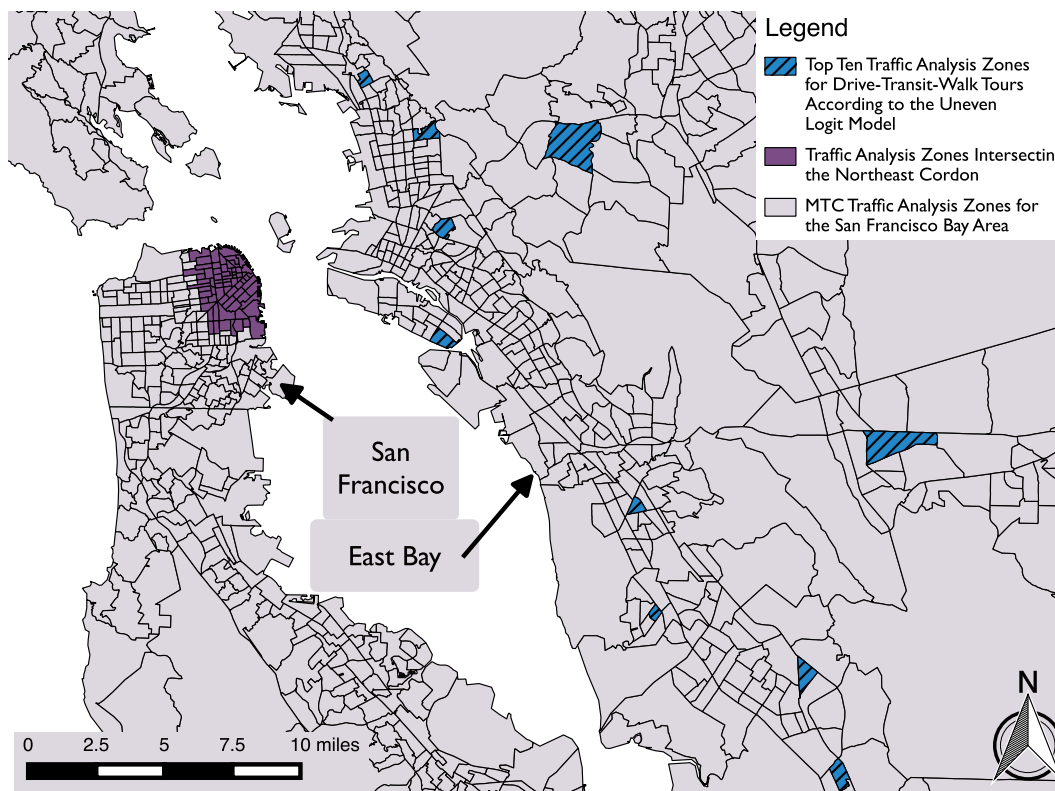 Legend
Top Ten Traffic Analysis Zones
for Drive-Transit-Walk Tours
According to the Uneven
Logit Model
Traffic Analysis Zones Intersectin
the Northeast Cordon
MTC Traffic Analysis Zones for
the San Francisco Bay Area
San
Francisco
East Bay
N
0 2.5 5 7.5 10 miles